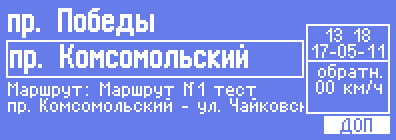 пр. Победы
пр. Комсомольский
Маршрут: Маршрут N1 тест
пр. Комсомольский - ул. Чайковск
13 18
17-05-11
обратн.
00 км/ч
ДОП